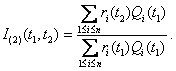 I_{(2)}(t_1, t_2) = \frac{\sum_{1 \le i \le n} r_i(t_2) Q_i(t_1)}{\sum_{1 \le i \le n} r_i(t_1) Q_i(t_1)}.